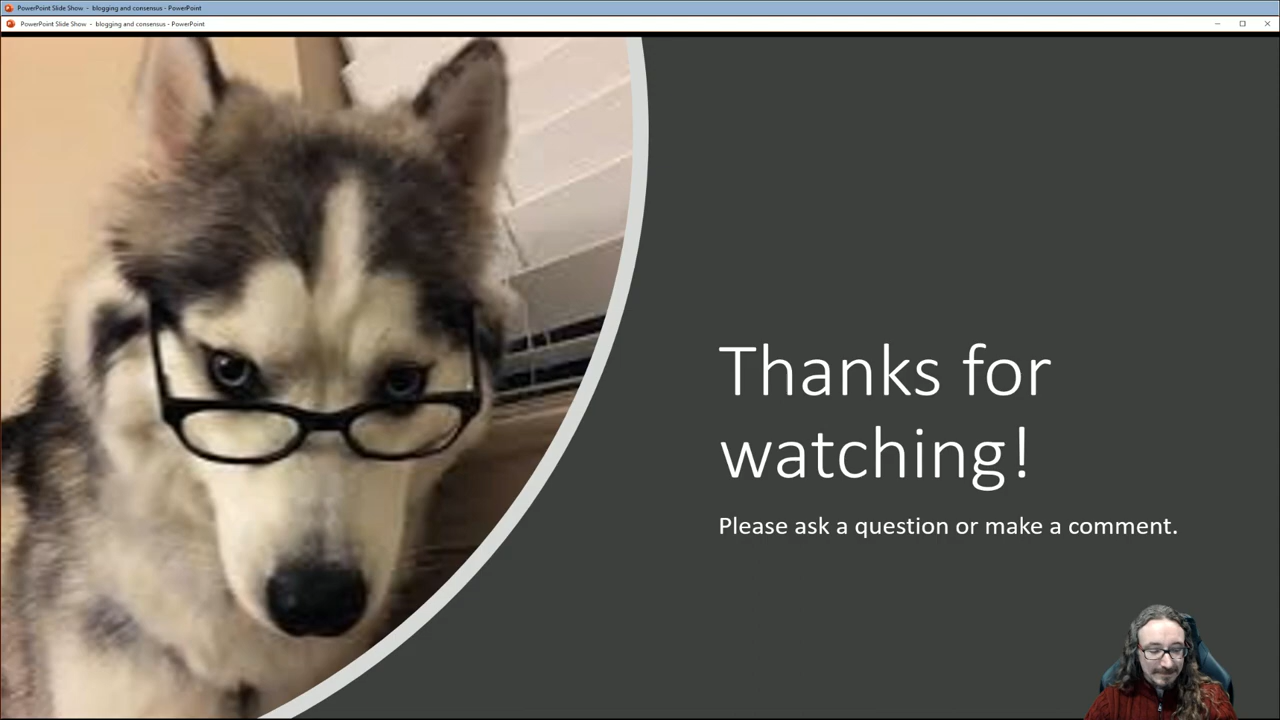 PowerPoint Slide Show - blogging and consensus - PowerPoint
PowerPoint Slide Show - blogging and consensus - PowerPoint
Thanks for
watching!
Please ask a question or make a comment.